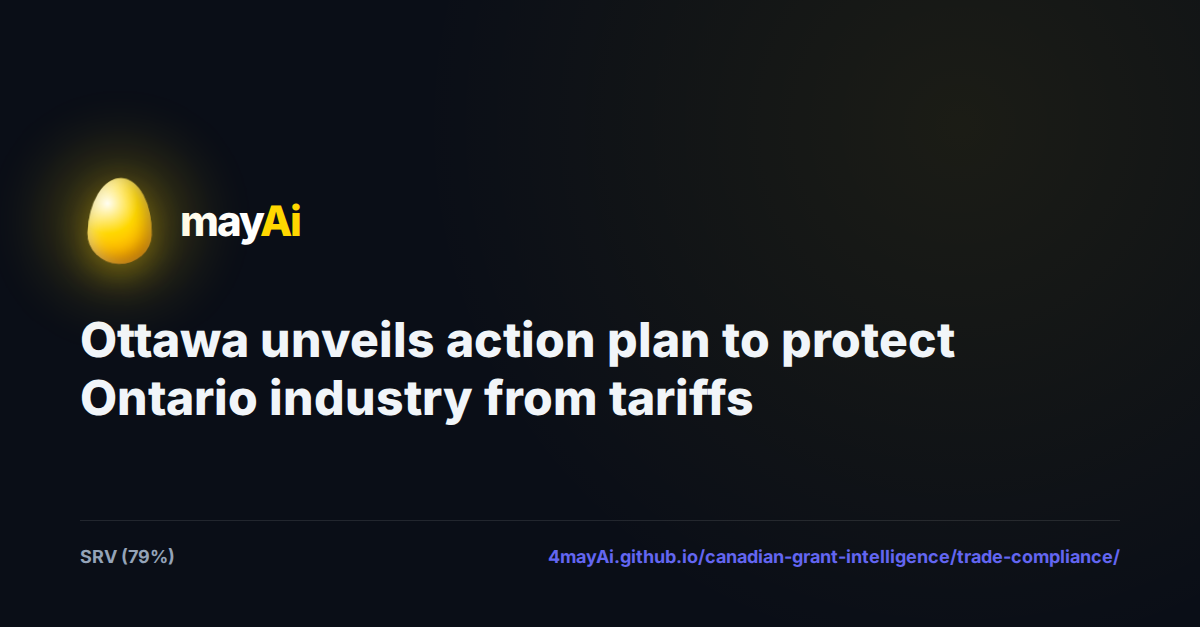 mayAi
Ottawa unveils action plan to protect
Ontario industry from tariffs
SRV (79%)
4mayAi.github.io/canadian-grant-intelligence/trade-compliance/